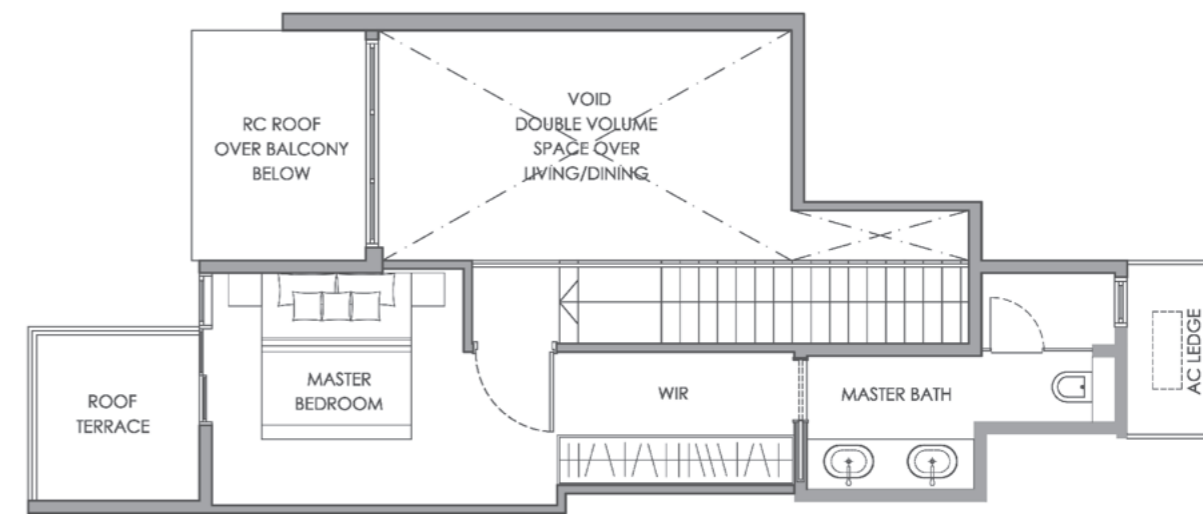 VOID
DOUBLE VOLUME
SPACE OVER
LIVING/DINING
RC ROOF
OVER BALCONY
BELOW
MASTER
BEDROOM
ROOF
TERRACE
WIR
MASTER BATH
AC LEDGE